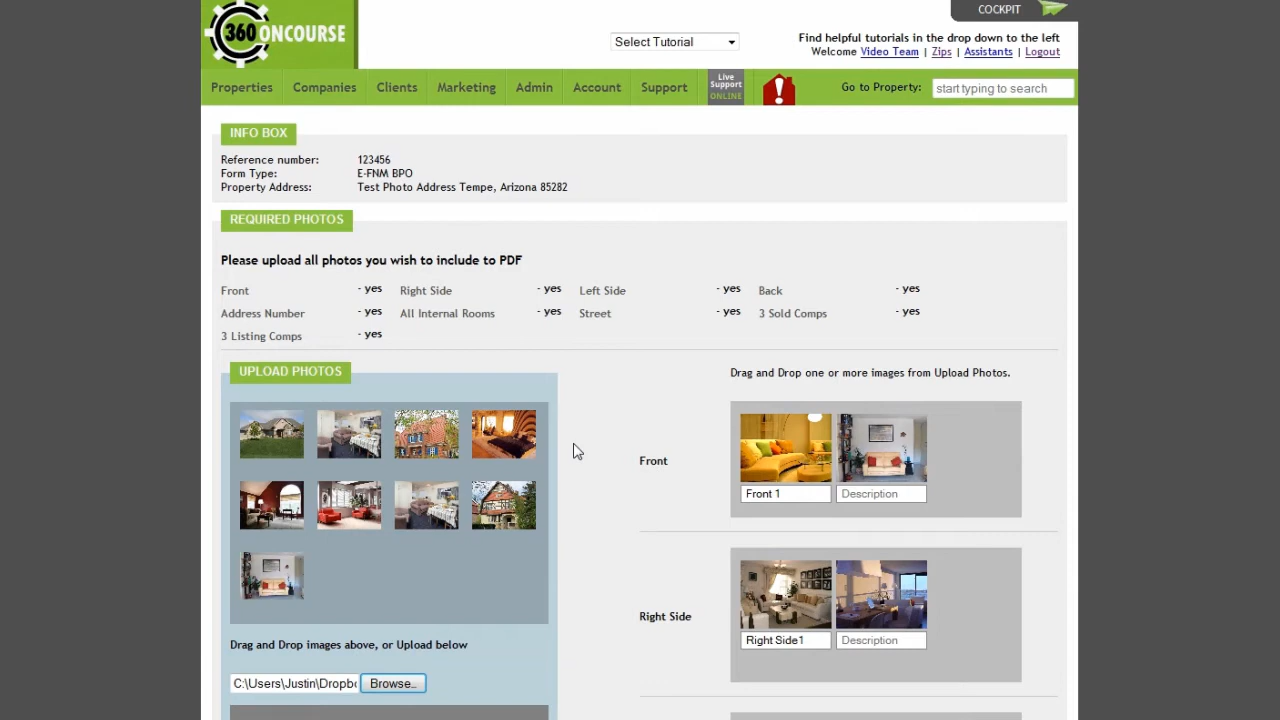 COCKPIT
360 ONCOURSE
Select Tutorial
Find helpful tutorials in the drop down to the left
Welcome Video Team | Zips | Assistants | Logout
Properties Companies Clients Marketing Admin Account Support Live Support ONLINE ! Go to Property: start typing to search
INFO BOX
Reference number: 123456
Form Type: E-FNM BPO
Property Address: Test Photo Address Tempe, Arizona 85282
REQUIRED PHOTOS
Please upload all photos you wish to include to PDF
Front - yes Right Side - yes Left Side - yes Back - yes
Address Number - yes All Internal Rooms - yes Street - yes 3 Sold Comps - yes
3 Listing Comps - yes
UPLOAD PHOTOS
Drag and Drop images above, or Upload below
C:\Users\Justin\Dropbo Browse...
Drag and Drop one or more images from Upload Photos.
Front
Front 1 Description
Right Side
Right Side1 Description